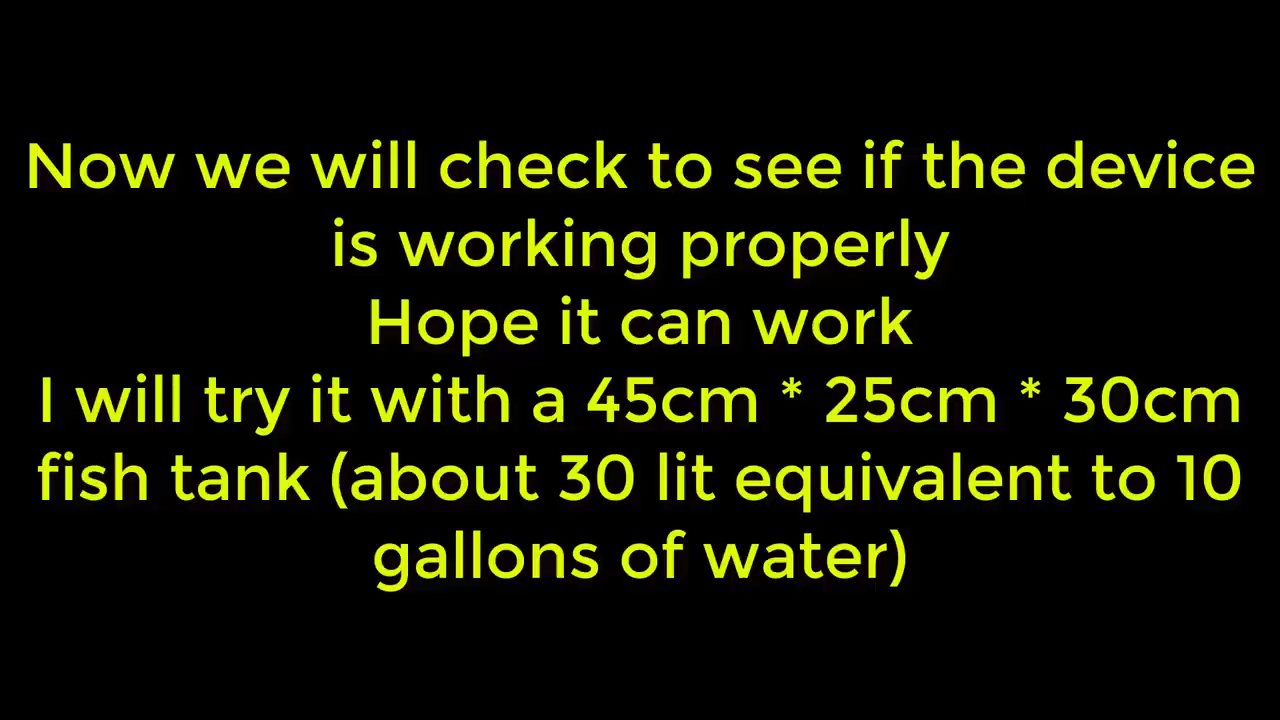 Now we will check to see if the device
is working properly
Hope it can work
I will try it with a 45cm * 25cm * 30cm
fish tank (about 30 lit equivalent to 10
gallons of water)